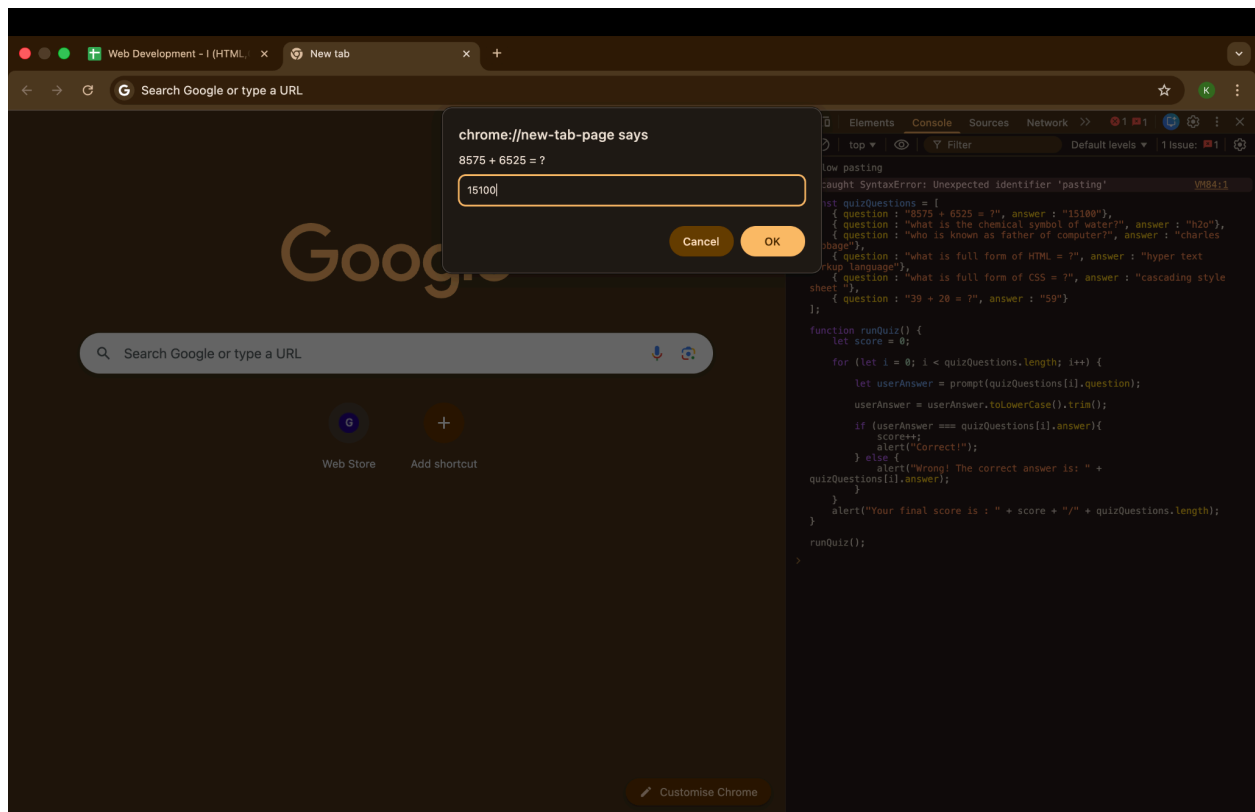 Web Development - I (HTML,
New tab
Search Google or type a URL
K
chrome://new-tab-page says
8575 + 6525 = ?
15100
Cancel
OK
Goog
Search Google or type a URL
G
Web Store
Add shortcut
Customise Chrome
Elements Console Sources Network >> 1 1
top Filter Default levels 1 Issue: 1
low pasting
caught SyntaxError: Unexpected identifier 'pasting' VM84:1
nst quizQuestions = [
{ question : "8575 + 6525 = ?", answer : "15100"},
{ question : "what is the chemical symbol of water?", answer : "h2o"},
{ question : "who is known as father of computer?", answer : "charles
bbage"},
{ question : "what is full form of HTML = ?", answer : "hyper text
rkup language"},
{ question : "what is full form of CSS = ?", answer : "cascading style
sheet "},
{ question : "39 + 20 = ?", answer : "59"}
];
function runQuiz() {
let score = 0;
for (let i = 0; i < quizQuestions.length; i++) {
let userAnswer = prompt(quizQuestions[i].question);
userAnswer = userAnswer.toLowerCase().trim();
if (userAnswer === quizQuestions[i].answer){
score++;
alert("Correct!");
} else {
alert("Wrong! The correct answer is: " +
quizQuestions[i].answer);
}
}
alert("Your final score is : " + score + "/" + quizQuestions.length);
}
runQuiz();